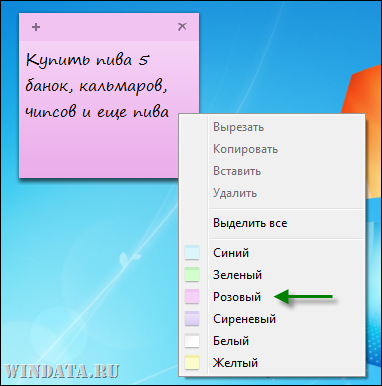 Купить пива 5
банок, кальмаров,
чипсов и еще пива
Вырезать
Копировать
Вставить
Удалить
Выделить все
Синий
Зеленый
Розовый
Сиреневый
Белый
Желтый
WINDATA.RU